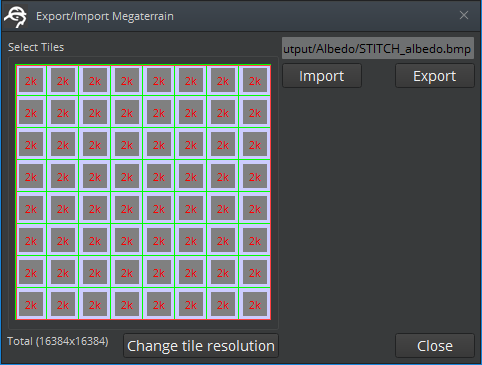 Export/Import Megaterrain
Select Tiles
utput/Albedo/STITCH_albedo.bmp
Import Export
2k 2k 2k 2k 2k 2k 2k 2k
2k 2k 2k 2k 2k 2k 2k 2k
2k 2k 2k 2k 2k 2k 2k 2k
2k 2k 2k 2k 2k 2k 2k 2k
2k 2k 2k 2k 2k 2k 2k 2k
2k 2k 2k 2k 2k 2k 2k 2k
2k 2k 2k 2k 2k 2k 2k 2k
2k 2k 2k 2k 2k 2k 2k 2k
Total (16384x16384) Change tile resolution Close